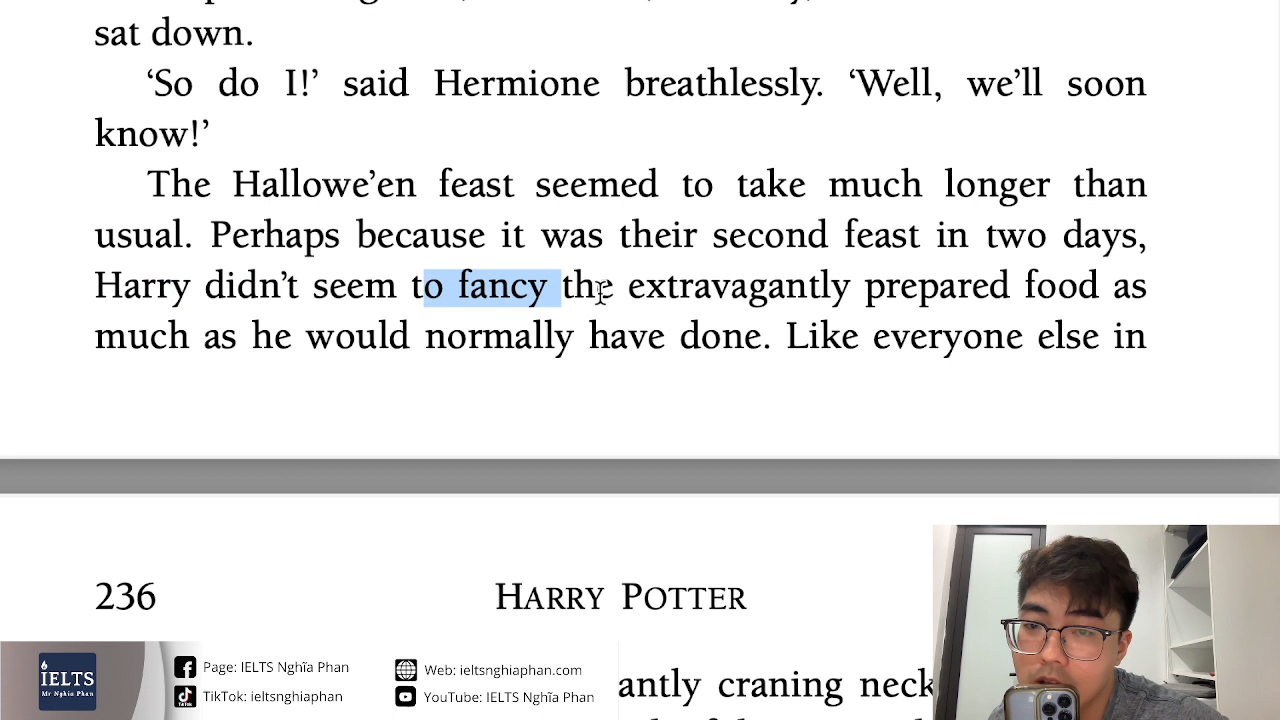 sat down.
‘So do I!’ said Hermione breathlessly. ‘Well, we’ll soon
know!’
The Hallowe’en feast seemed to take much longer than
usual. Perhaps because it was their second feast in two days,
Harry didn’t seem to fancy the extravagantly prepared food as
much as he would normally have done. Like everyone else in
236 HARRY POTTER
antly craning neck
IELTS
Mr Nghia Phan
Page: IELTS Nghĩa Phan
TikTok: ieltsnghiaphan
Web: ieltsnghiaphan.com
YouTube: IELTS Nghĩa Phan